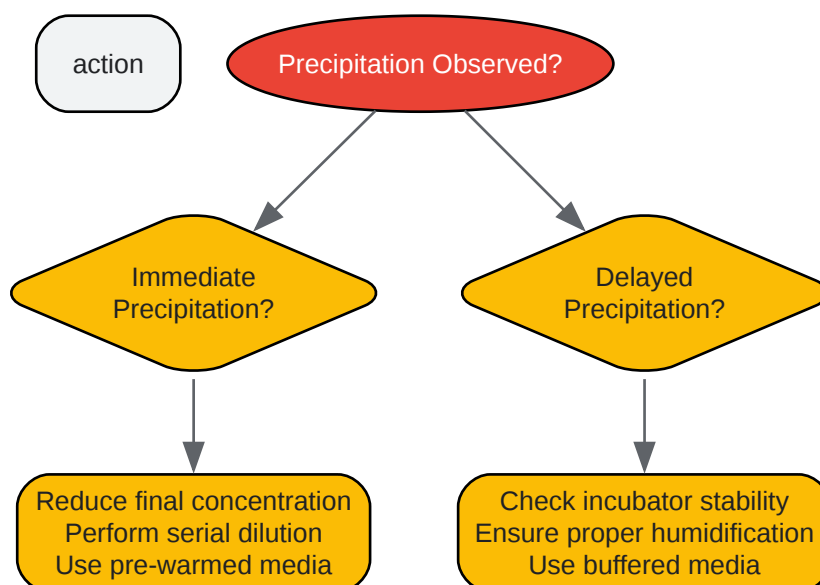 action
Precipitation Observed?
Immediate
Precipitation?
Delayed
Precipitation?
Reduce final concentration
Perform serial dilution
Use pre-warmed media
Check incubator stability
Ensure proper humidification
Use buffered media